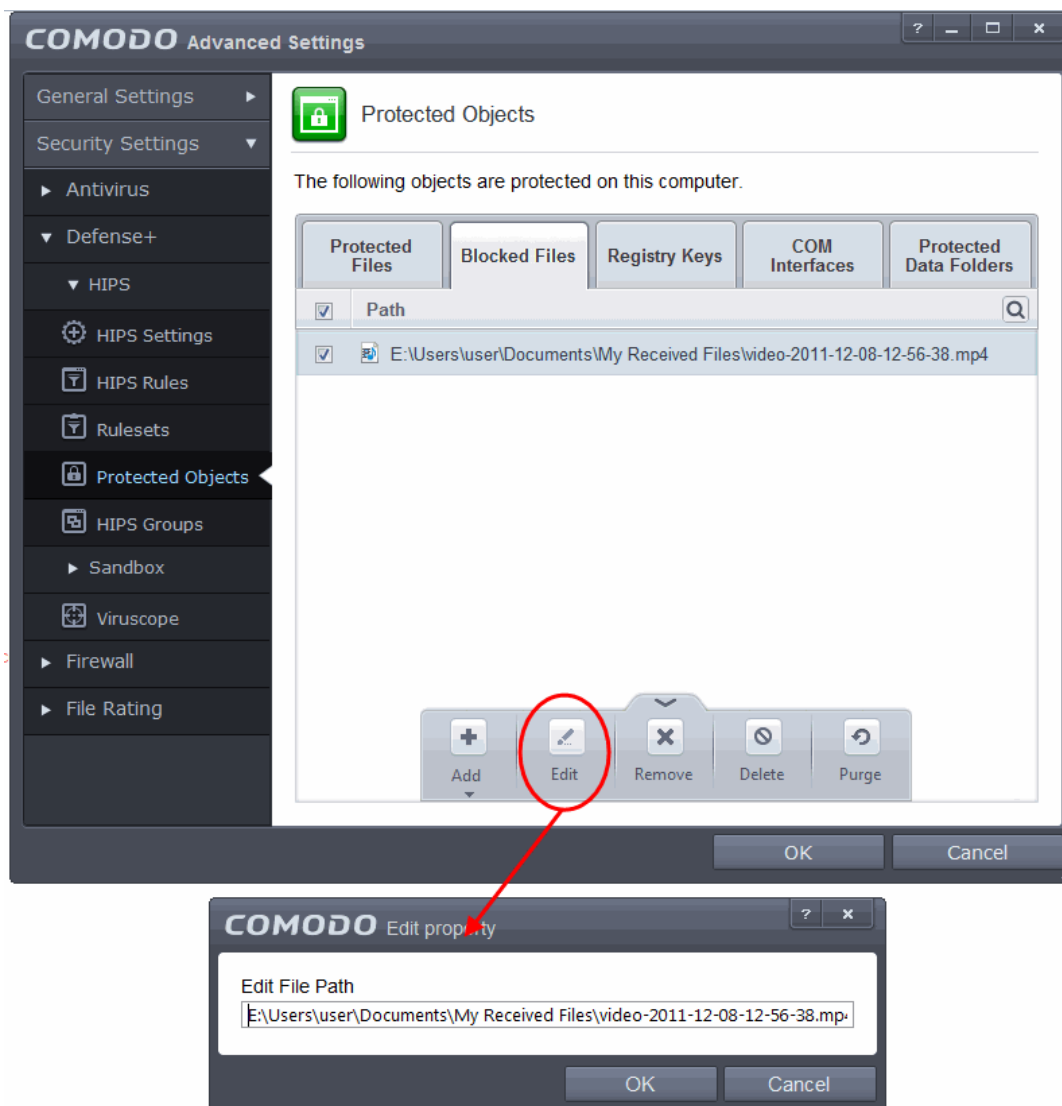 COMODO Advanced Settings
General Settings
Security Settings
Antivirus
Defense+
HIPS
HIPS Settings
HIPS Rules
Rulesets
Protected Objects
HIPS Groups
Sandbox
Viruscope
Firewall
File Rating
Protected Objects
The following objects are protected on this computer.
Protected Files
Blocked Files
Registry Keys
COM Interfaces
Protected Data Folders
Path
E:\Users\user\Documents\My Received Files\video-2011-12-08-12-56-38.mp4
Add
Edit
Remove
Delete
Purge
OK
Cancel
COMODO Edit property
Edit File Path
E:\Users\user\Documents\My Received Files\video-2011-12-08-12-56-38.mp4
OK
Cancel